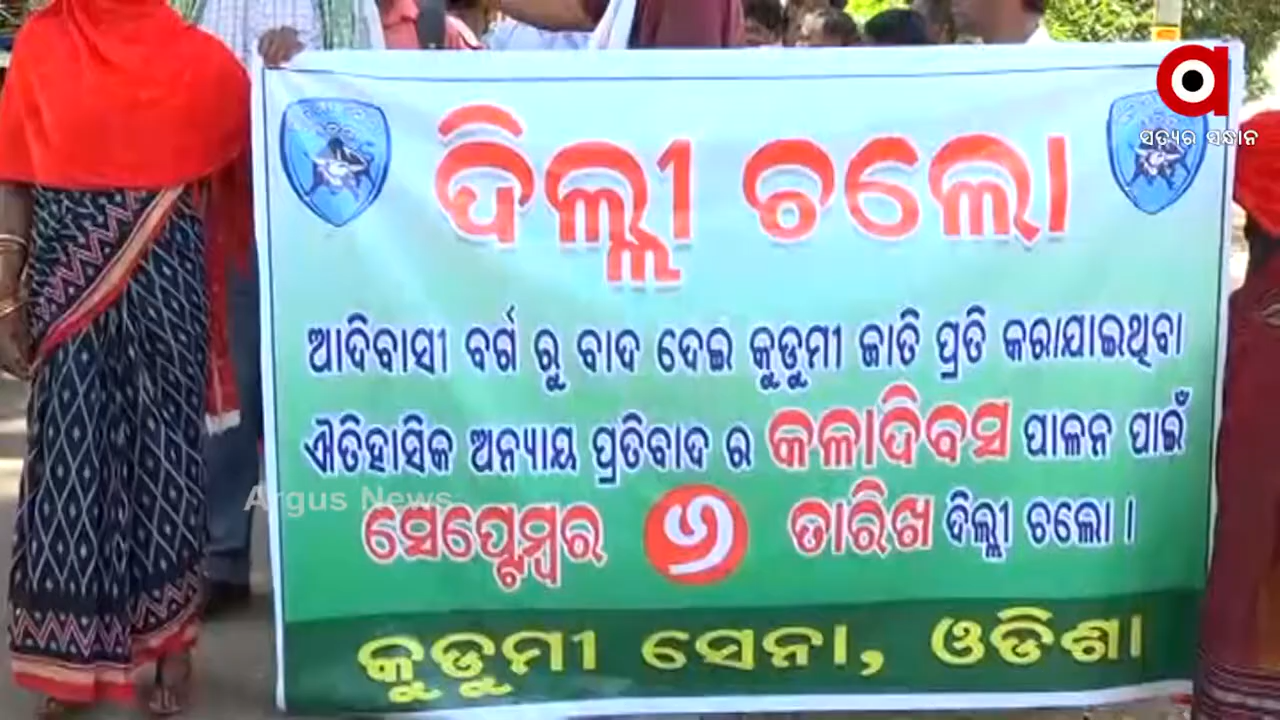 ସତ୍ୟର ସନ୍ଧାନ
ଦିଲ୍ଲୀ ଚଲୋ
ଆଦିବାସୀ ବର୍ଗ ରୁ ବାଦ ଦେଇ କୁଡୁମୀ ଜାତି ପ୍ରତି କରାଯାଇଥିବା
ଐତିହାସିକ ଅନ୍ୟାୟ ପ୍ରତିବାଦ ର କଳାଦିବସ ପାଳନ ପାଇଁ
Argus News
ସେପ୍ଟେମ୍ବର ୬ ତାରିଖ ଦିଲ୍ଲୀ ଚଲୋ ।
କୁଡୁମୀ ସେନା, ଓଡିଶା